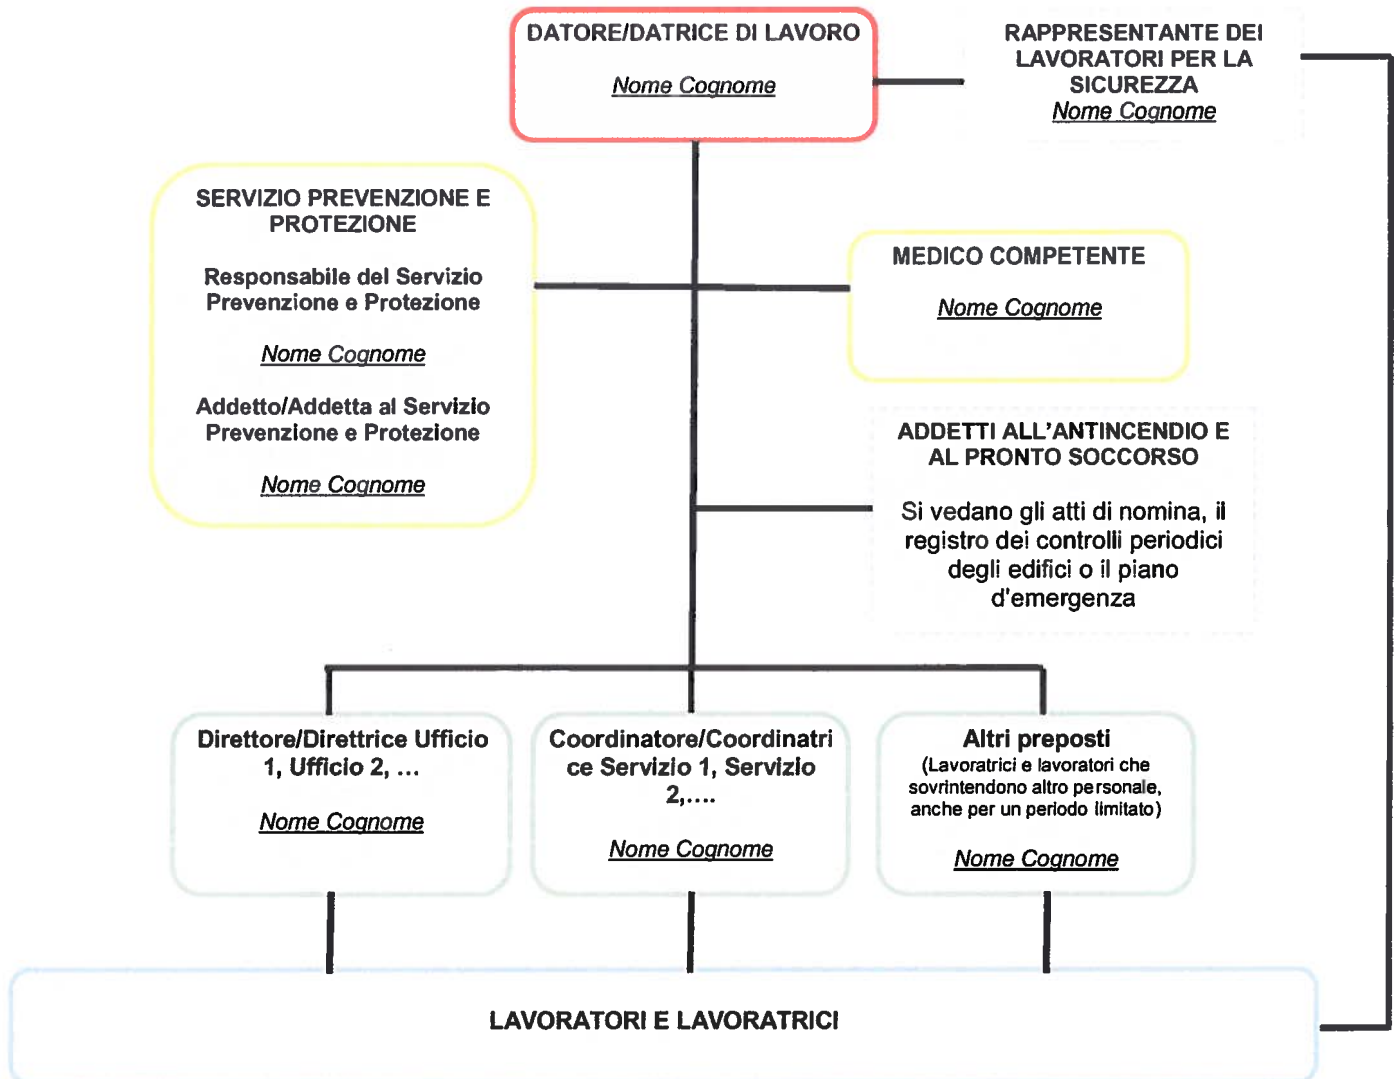 DATORE/DATRICE DI LAVORO
Nome Cognome
RAPPRESENTANTE DEI
LAVORATORI PER LA
SICUREZZA
Nome Cognome
SERVIZIO PREVENZIONE E
PROTEZIONE
Responsabile del Servizio
Prevenzione e Protezione
Nome Cognome
Addetto/Addetta al Servizio
Prevenzione e Protezione
Nome Cognome
MEDICO COMPETENTE
Nome Cognome
ADDETTI ALL'ANTINCENDIO E
AL PRONTO SOCCORSO
Si vedano gli atti di nomina, il
registro dei controlli periodici
degli edifici o il piano
d'emergenza
Direttore/Direttrice Ufficio
1, Ufficio 2, ...
Nome Cognome
Coordinatore/Coordinatri
ce Servizio 1, Servizio
2,....
Nome Cognome
Altri preposti
(Lavoratrici e lavoratori che
sovrintendono altro personale,
anche per un periodo limitato)
Nome Cognome
LAVORATORI E LAVORATRICI